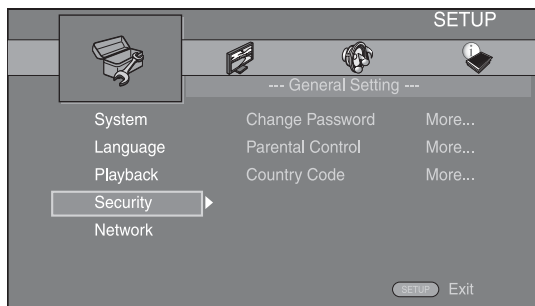 SETUP
--- General Setting ---
System Change Password More...
Language Parental Control More...
Playback Country Code More...
Security
Network
SETUP Exit